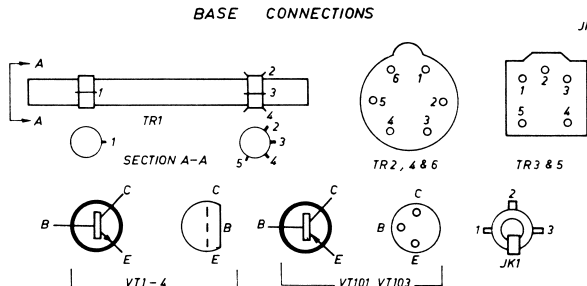 BASE CONNECTIONS
JK
A
A
1
2
3
4
TR1
1
SECTION A-A
2
3
4
5
6 1
5 2
4 3
TR2, 4 & 6
2
1 3
5 4
TR3 & 5
C
B
E
C
B
E
VT1-4
C
B
E
C
B
E
VT101, VT103
2
1 3
JK1